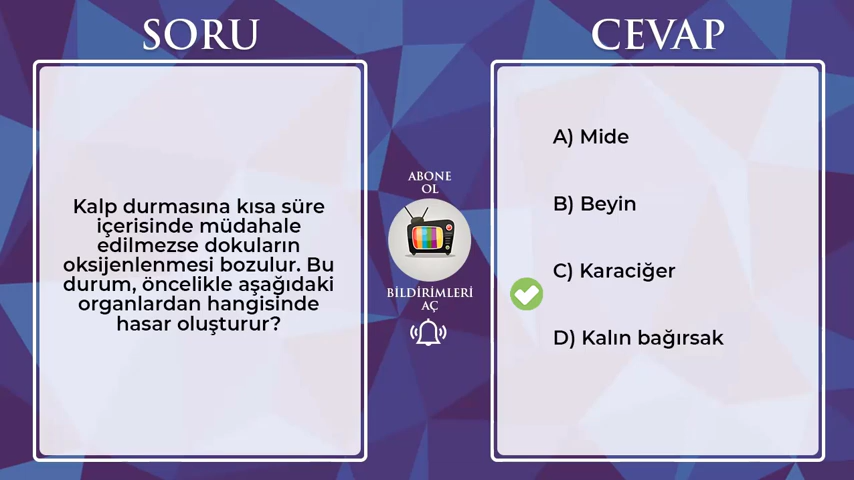 SORU
Kalp durmasına kısa süre
içerisinde müdahale
edilmezse dokuların
oksijenlenmesi bozulur. Bu
durum, öncelikle aşağıdaki
organlardan hangisinde
hasar oluşturur?
ABONE
OL
BİLDİRİMLERİ
AÇ
CEVAP
A) Mide
B) Beyin
C) Karaciğer
D) Kalın bağırsak